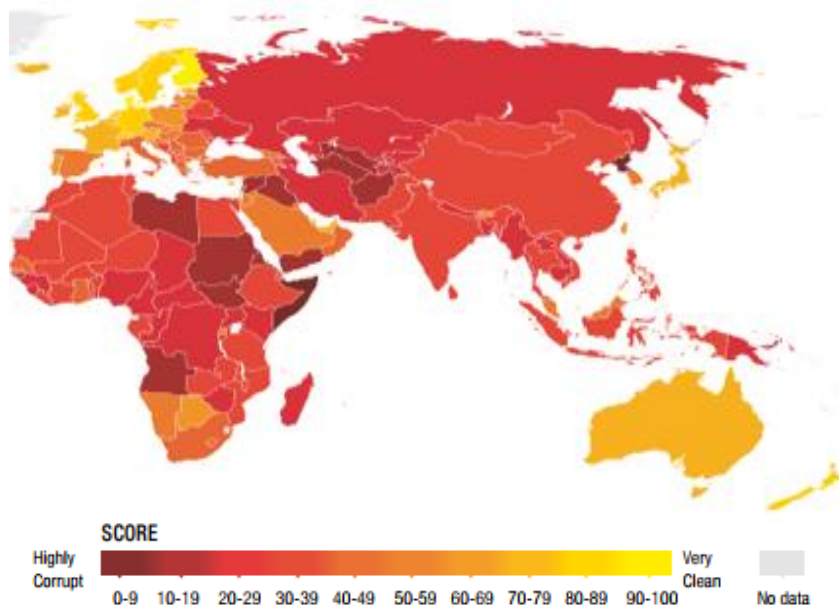 SCORE
Highly Corrupt
Very Clean
0-9 10-19 20-29 30-39 40-49 50-59 60-69 70-79 80-89 90-100 No data